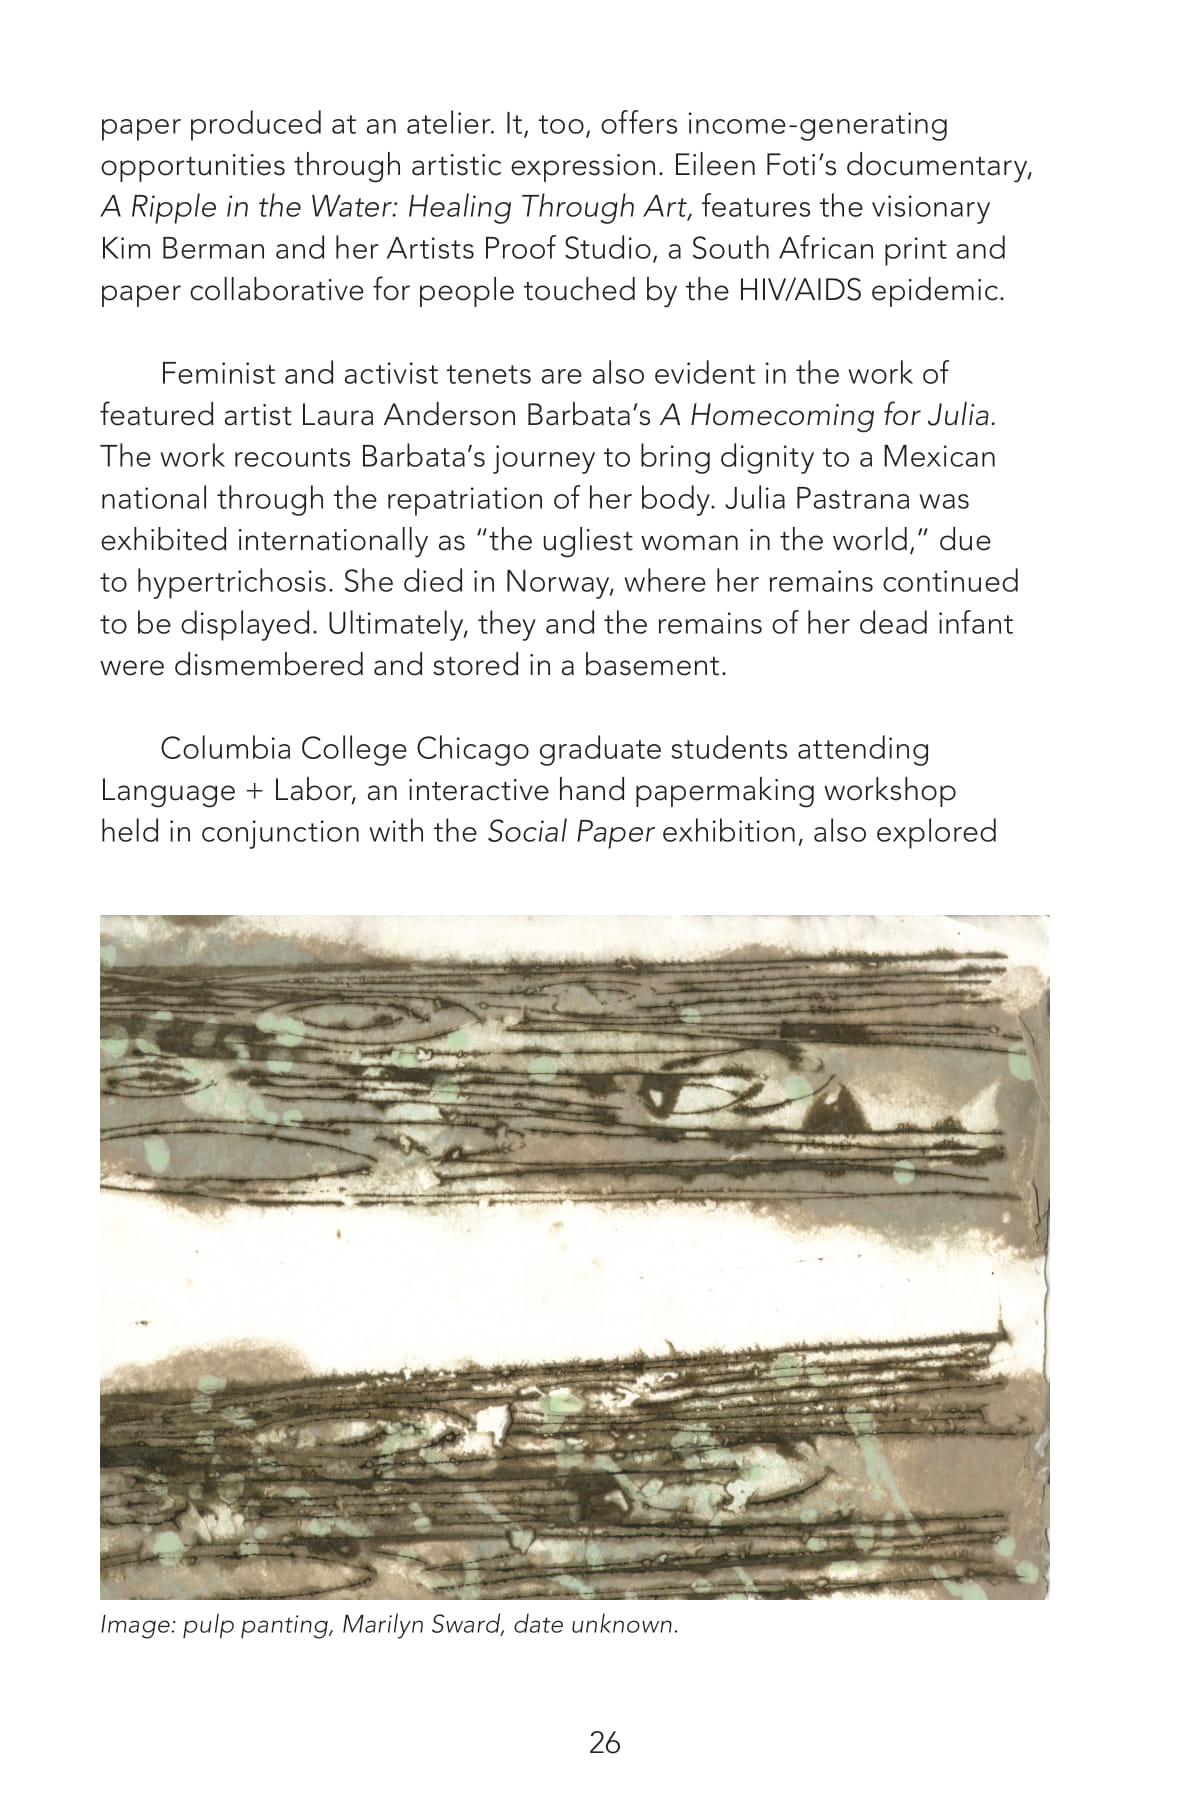 paper produced at an atelier. It, too, offers income-generating
opportunities through artistic expression. Eileen Foti’s documentary,
A Ripple in the Water: Healing Through Art, features the visionary
Kim Berman and her Artists Proof Studio, a South African print and
paper collaborative for people touched by the HIV/AIDS epidemic.
Feminist and activist tenets are also evident in the work of
featured artist Laura Anderson Barbata’s A Homecoming for Julia.
The work recounts Barbata’s journey to bring dignity to a Mexican
national through the repatriation of her body. Julia Pastrana was
exhibited internationally as “the ugliest woman in the world,” due
to hypertrichosis. She died in Norway, where her remains continued
to be displayed. Ultimately, they and the remains of her dead infant
were dismembered and stored in a basement.
Columbia College Chicago graduate students attending
Language + Labor, an interactive hand papermaking workshop
held in conjunction with the Social Paper exhibition, also explored
Image: pulp panting, Marilyn Sward, date unknown.
26